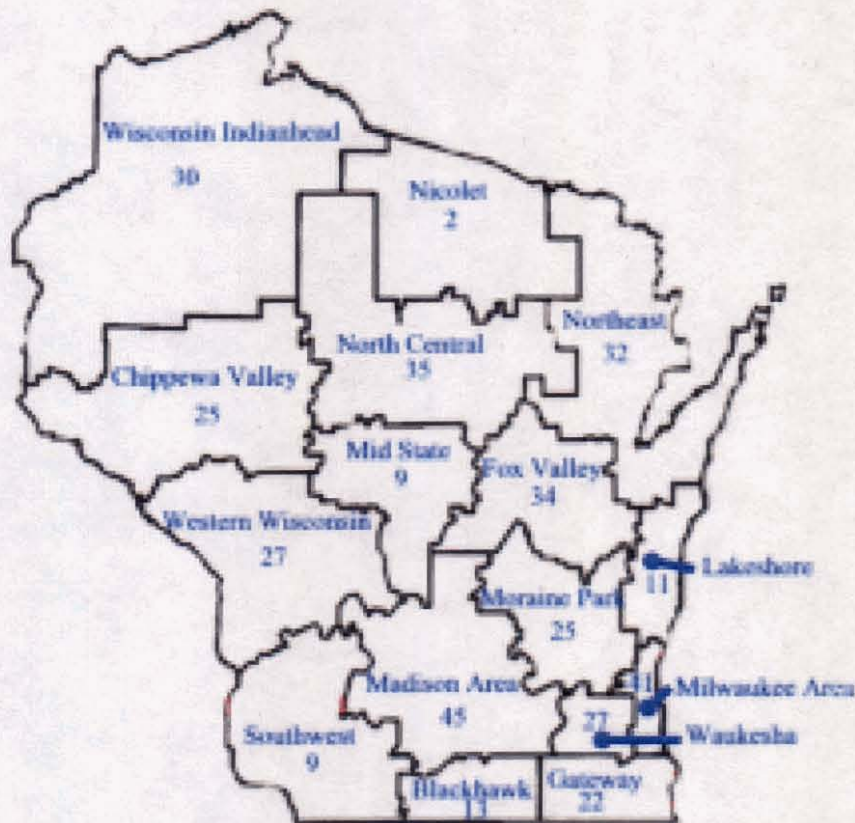 Wisconsin Indianhead
30
Nicolet
2
Northeast
32
North Central
35
Chippewa Valley
25
Mid State
9
Fox Valley
34
Western Wisconsin
27
Lakeshore
11
Moraine Park
25
Madison Area
45
41
Milwaukee Area
27
Waukesha
Southwest
9
Blackhawk
13
Gateway
22